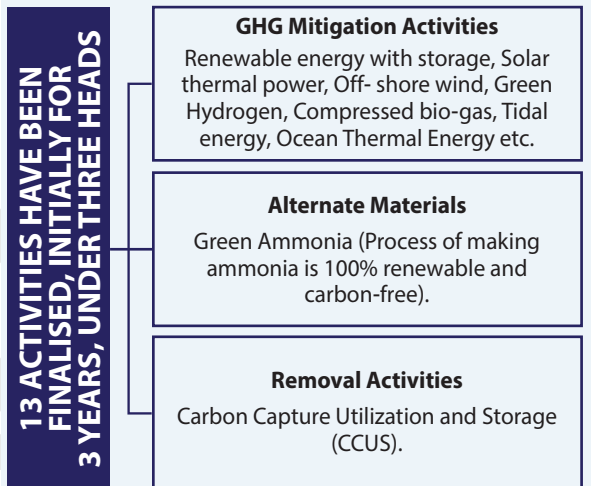 13 ACTIVITIES HAVE BEEN
FINALISED, INITIALLY FOR
3 YEARS, UNDER THREE HEADS
GHG Mitigation Activities
Renewable energy with storage, Solar
thermal power, Off- shore wind, Green
Hydrogen, Compressed bio-gas, Tidal
energy, Ocean Thermal Energy etc.
Alternate Materials
Green Ammonia (Process of making
ammonia is 100% renewable and
carbon-free).
Removal Activities
Carbon Capture Utilization and Storage
(CCUS).